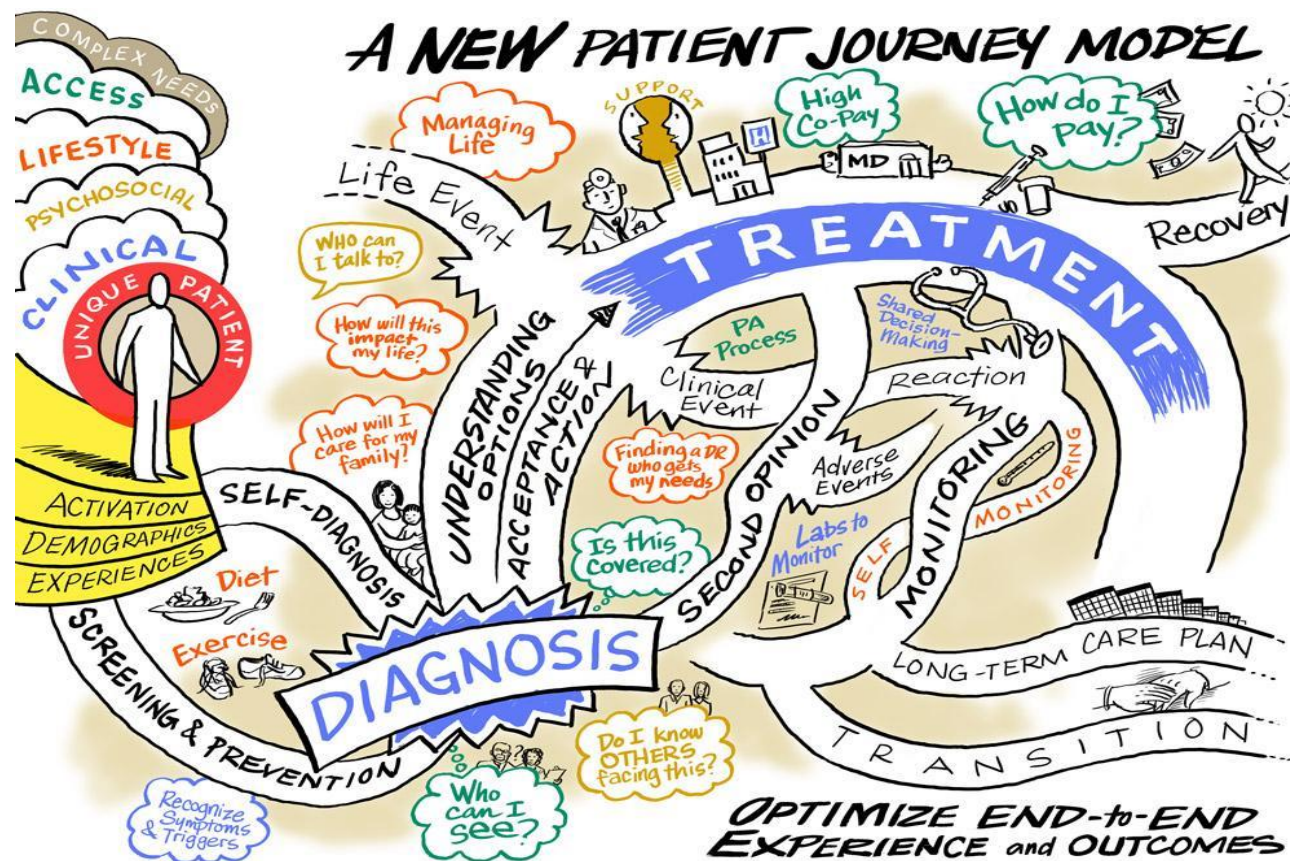 A NEW PATIENT JOURNEY MODEL
COMPLEX NEEDS
ACCESS
LIFESTYLE
PSYCHOSOCIAL
CLINICAL
UNIQUE PATIENT
ACTIVATION
DEMOGRAPHICS
EXPERIENCES
SELF-DIAGNOSIS
SCREENING & PREVENTION
Diet
Exercise
Recognize
Symptoms
& Triggers
DIAGNOSIS
Who
can I
see?
Do I know
OTHERS
facing this?
Is this
covered?
How will I
care for my
family?
How will this
impact
my life?
WHO can
I talk to?
Life Event
Managing
Life
UNDERSTANDING
OPTIONS
ACCEPTANCE &
ACTION
SUPPORT
H
High
Co-Pay
MD
How do I
pay?
Recovery
TREATMENT
PA
Process
Clinical
Event
Shared
Decision-
Making
Reaction
Finding a DR
who gets
my needs
SECOND OPINION
Adverse
Events
Labs to
Monitor
SELF MONITORING
MONITORING
LONG-TERM CARE PLAN
TRANSITION
OPTIMIZE END-to-END
EXPERIENCE and OUTCOMES